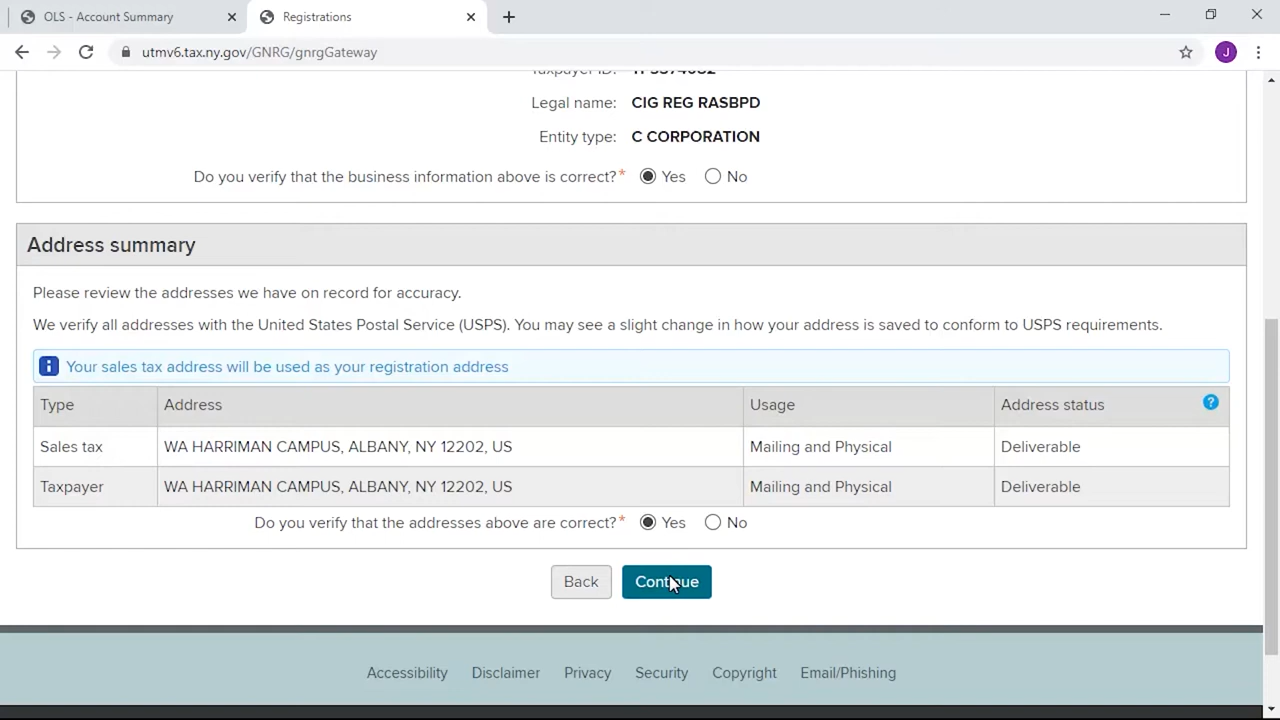 OLS - Account Summary
Registrations
utmv6.tax.ny.gov/GNRG/gnrgGateway
J
Taxpayer ID:
Legal name: CIG REG RASBPD
Entity type: C CORPORATION
Do you verify that the business information above is correct?* Yes No
Address summary
Please review the addresses we have on record for accuracy.
We verify all addresses with the United States Postal Service (USPS). You may see a slight change in how your address is saved to conform to USPS requirements.
Your sales tax address will be used as your registration address
Type Address Usage Address status ?
Sales tax WA HARRIMAN CAMPUS, ALBANY, NY 12202, US Mailing and Physical Deliverable
Taxpayer WA HARRIMAN CAMPUS, ALBANY, NY 12202, US Mailing and Physical Deliverable
Do you verify that the addresses above are correct?* Yes No
Back Continue
Accessibility Disclaimer Privacy Security Copyright Email/Phishing